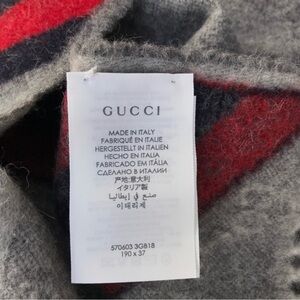 GUCCI
MADE IN ITALY
FABRIQUÉ EN ITALIE
HERGESTELLT IN ITALIEN
HECHO EN ITALIA
FABRICADO EM ITÁLIA
СДЕЛАНО В ИТАЛИИ
产地:意大利
イタリア製
صنع في إيطاليا
이태리제
570603 3GB18
190 x 37